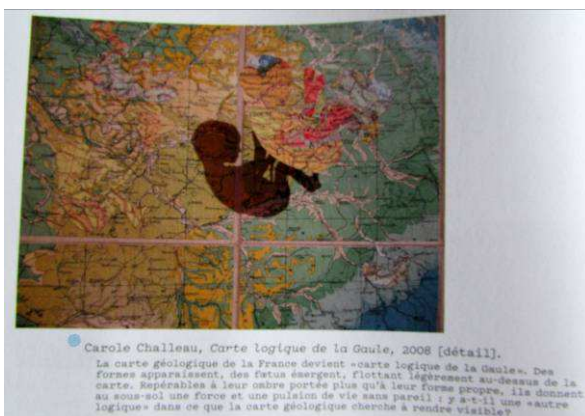 Carole Challeau, Carte logique de la Gaule, 2008 [détail].
La carte géologique de la France devient «carte logique de la Gaule». Des
formes apparaissent, des fœtus émergent, flottant légèrement au-dessus de la
carte. Repérables à leur ombre portée plus qu'à leur forme propre, ils donnent
au sous-sol une force et une pulsion de vie sans pareil : y a-t-il une «autre
logique» dans ce que la carte géologique cherche à rendre visible?